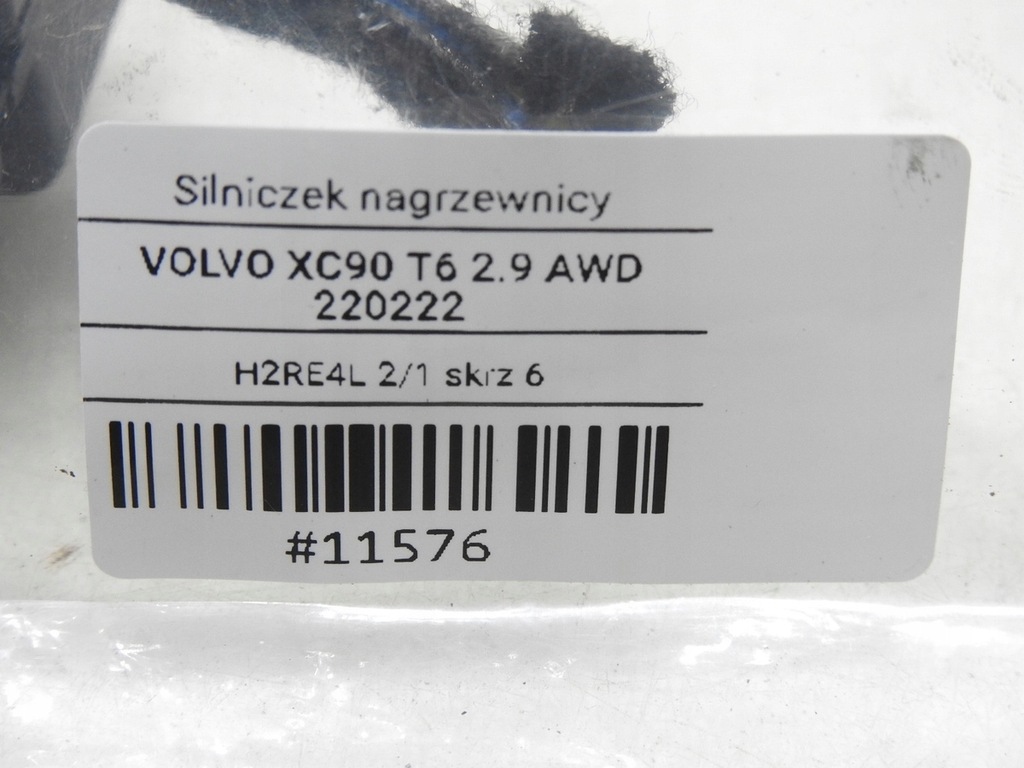 Silniczek nagrzewnicy
VOLVO XC90 T6 2.9 AWD
220222
H2RE4L 2/1 skrz 6
#11576